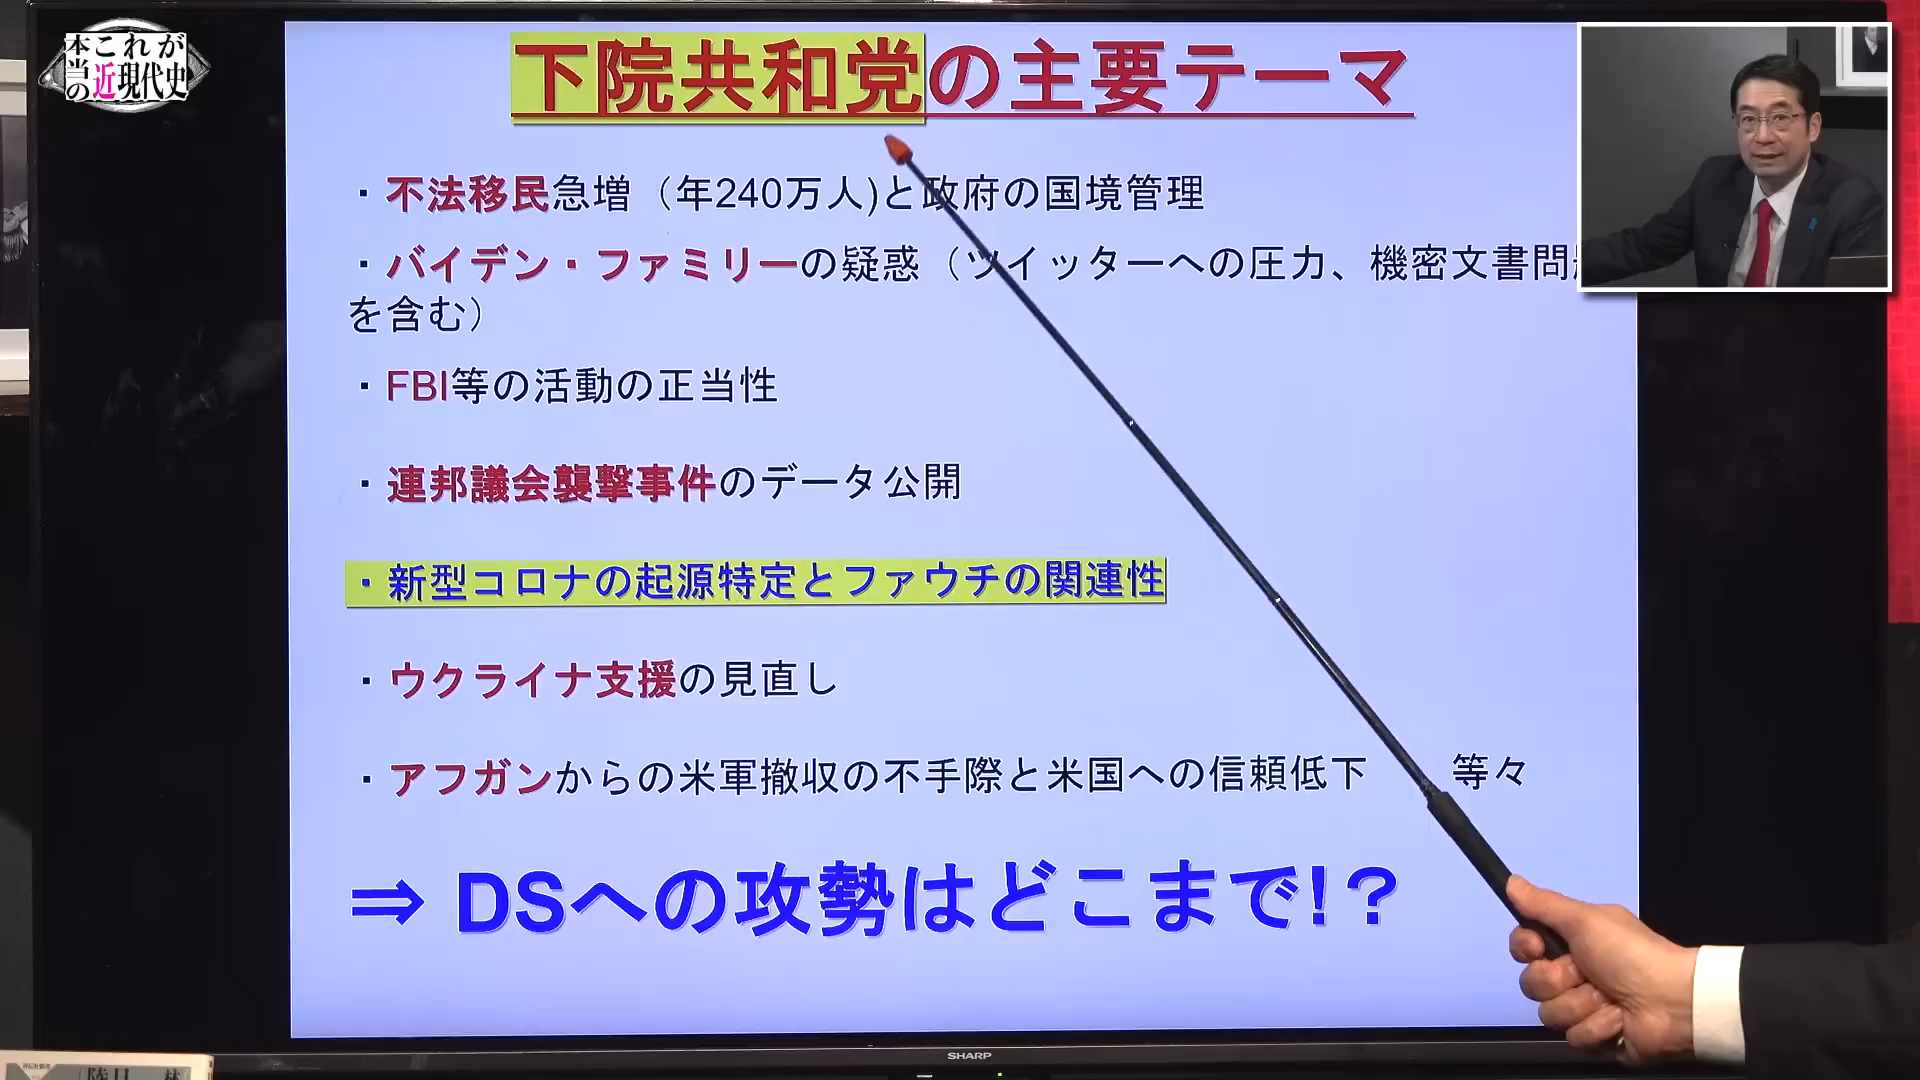 これが
本当の
近現代史
下院共和党の主要テーマ
・不法移民急増（年240万人)と政府の国境管理
・バイデン・ファミリーの疑惑（ツイッターへの圧力、機密文書問
を含む）
・FBI等の活動の正当性
・連邦議会襲撃事件のデータ公開
・新型コロナの起源特定とファウチの関連性
・ウクライナ支援の見直し
・アフガンからの米軍撤収の不手際と米国への信頼低下　　等々
⇒ DSへの攻勢はどこまで!？
SHARP